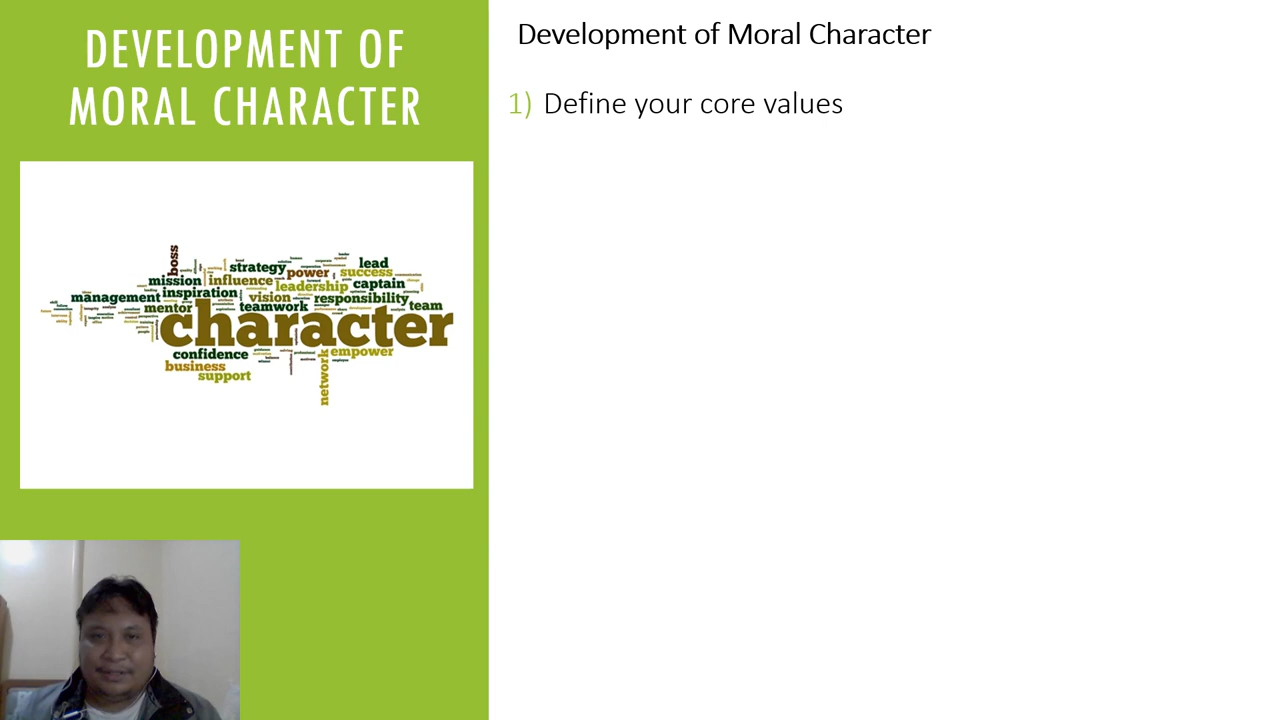 DEVELOPMENT OF
MORAL CHARACTER
Development of Moral Character
1) Define your core values
boss
strategy
lead
power
success
mission
influence
leadership
captain
management
inspiration
vision
responsibility
mentor
teamwork
team
character
confidence
empower
business
support
network